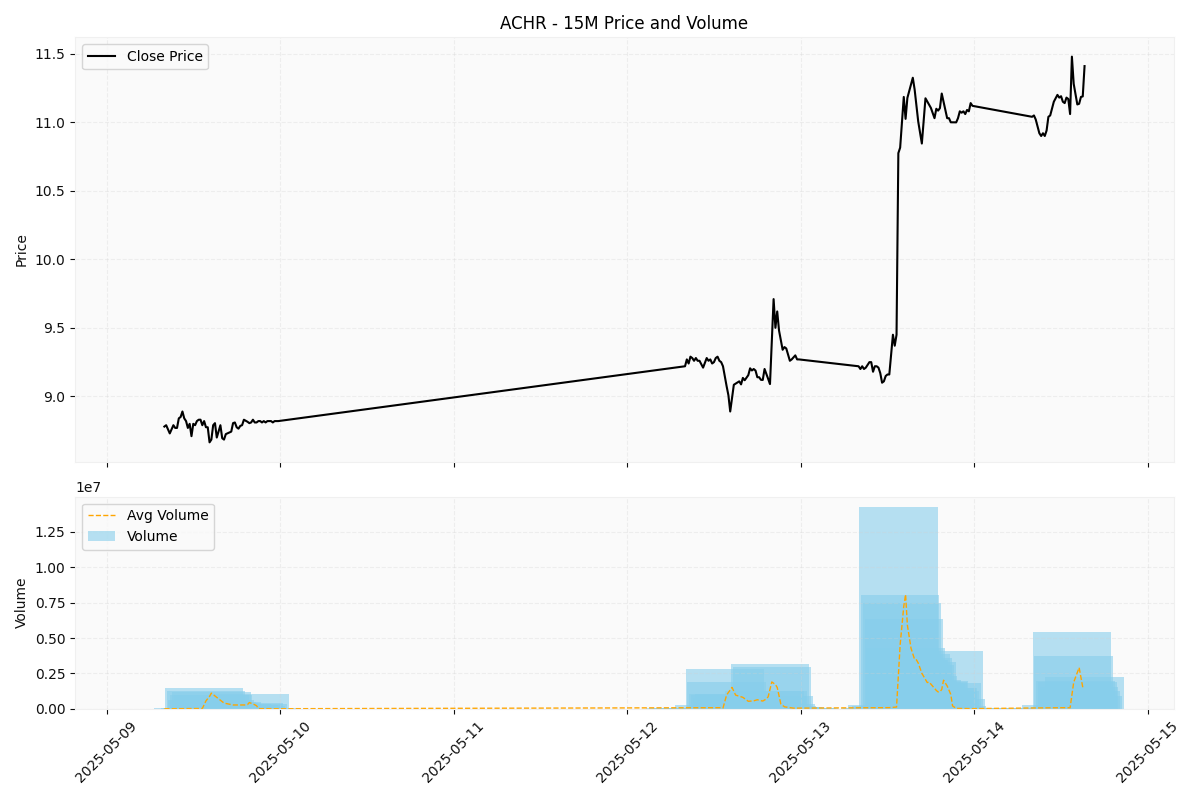 ACHR - 15M Price and Volume
Close Price
11.5
11.0
10.5
10.0
9.5
9.0
Price
1e7
Avg Volume
Volume
1.25
1.00
0.75
0.50
0.25
0.00
Volume
2025-05-09
2025-05-10
2025-05-11
2025-05-12
2025-05-13
2025-05-14
2025-05-15